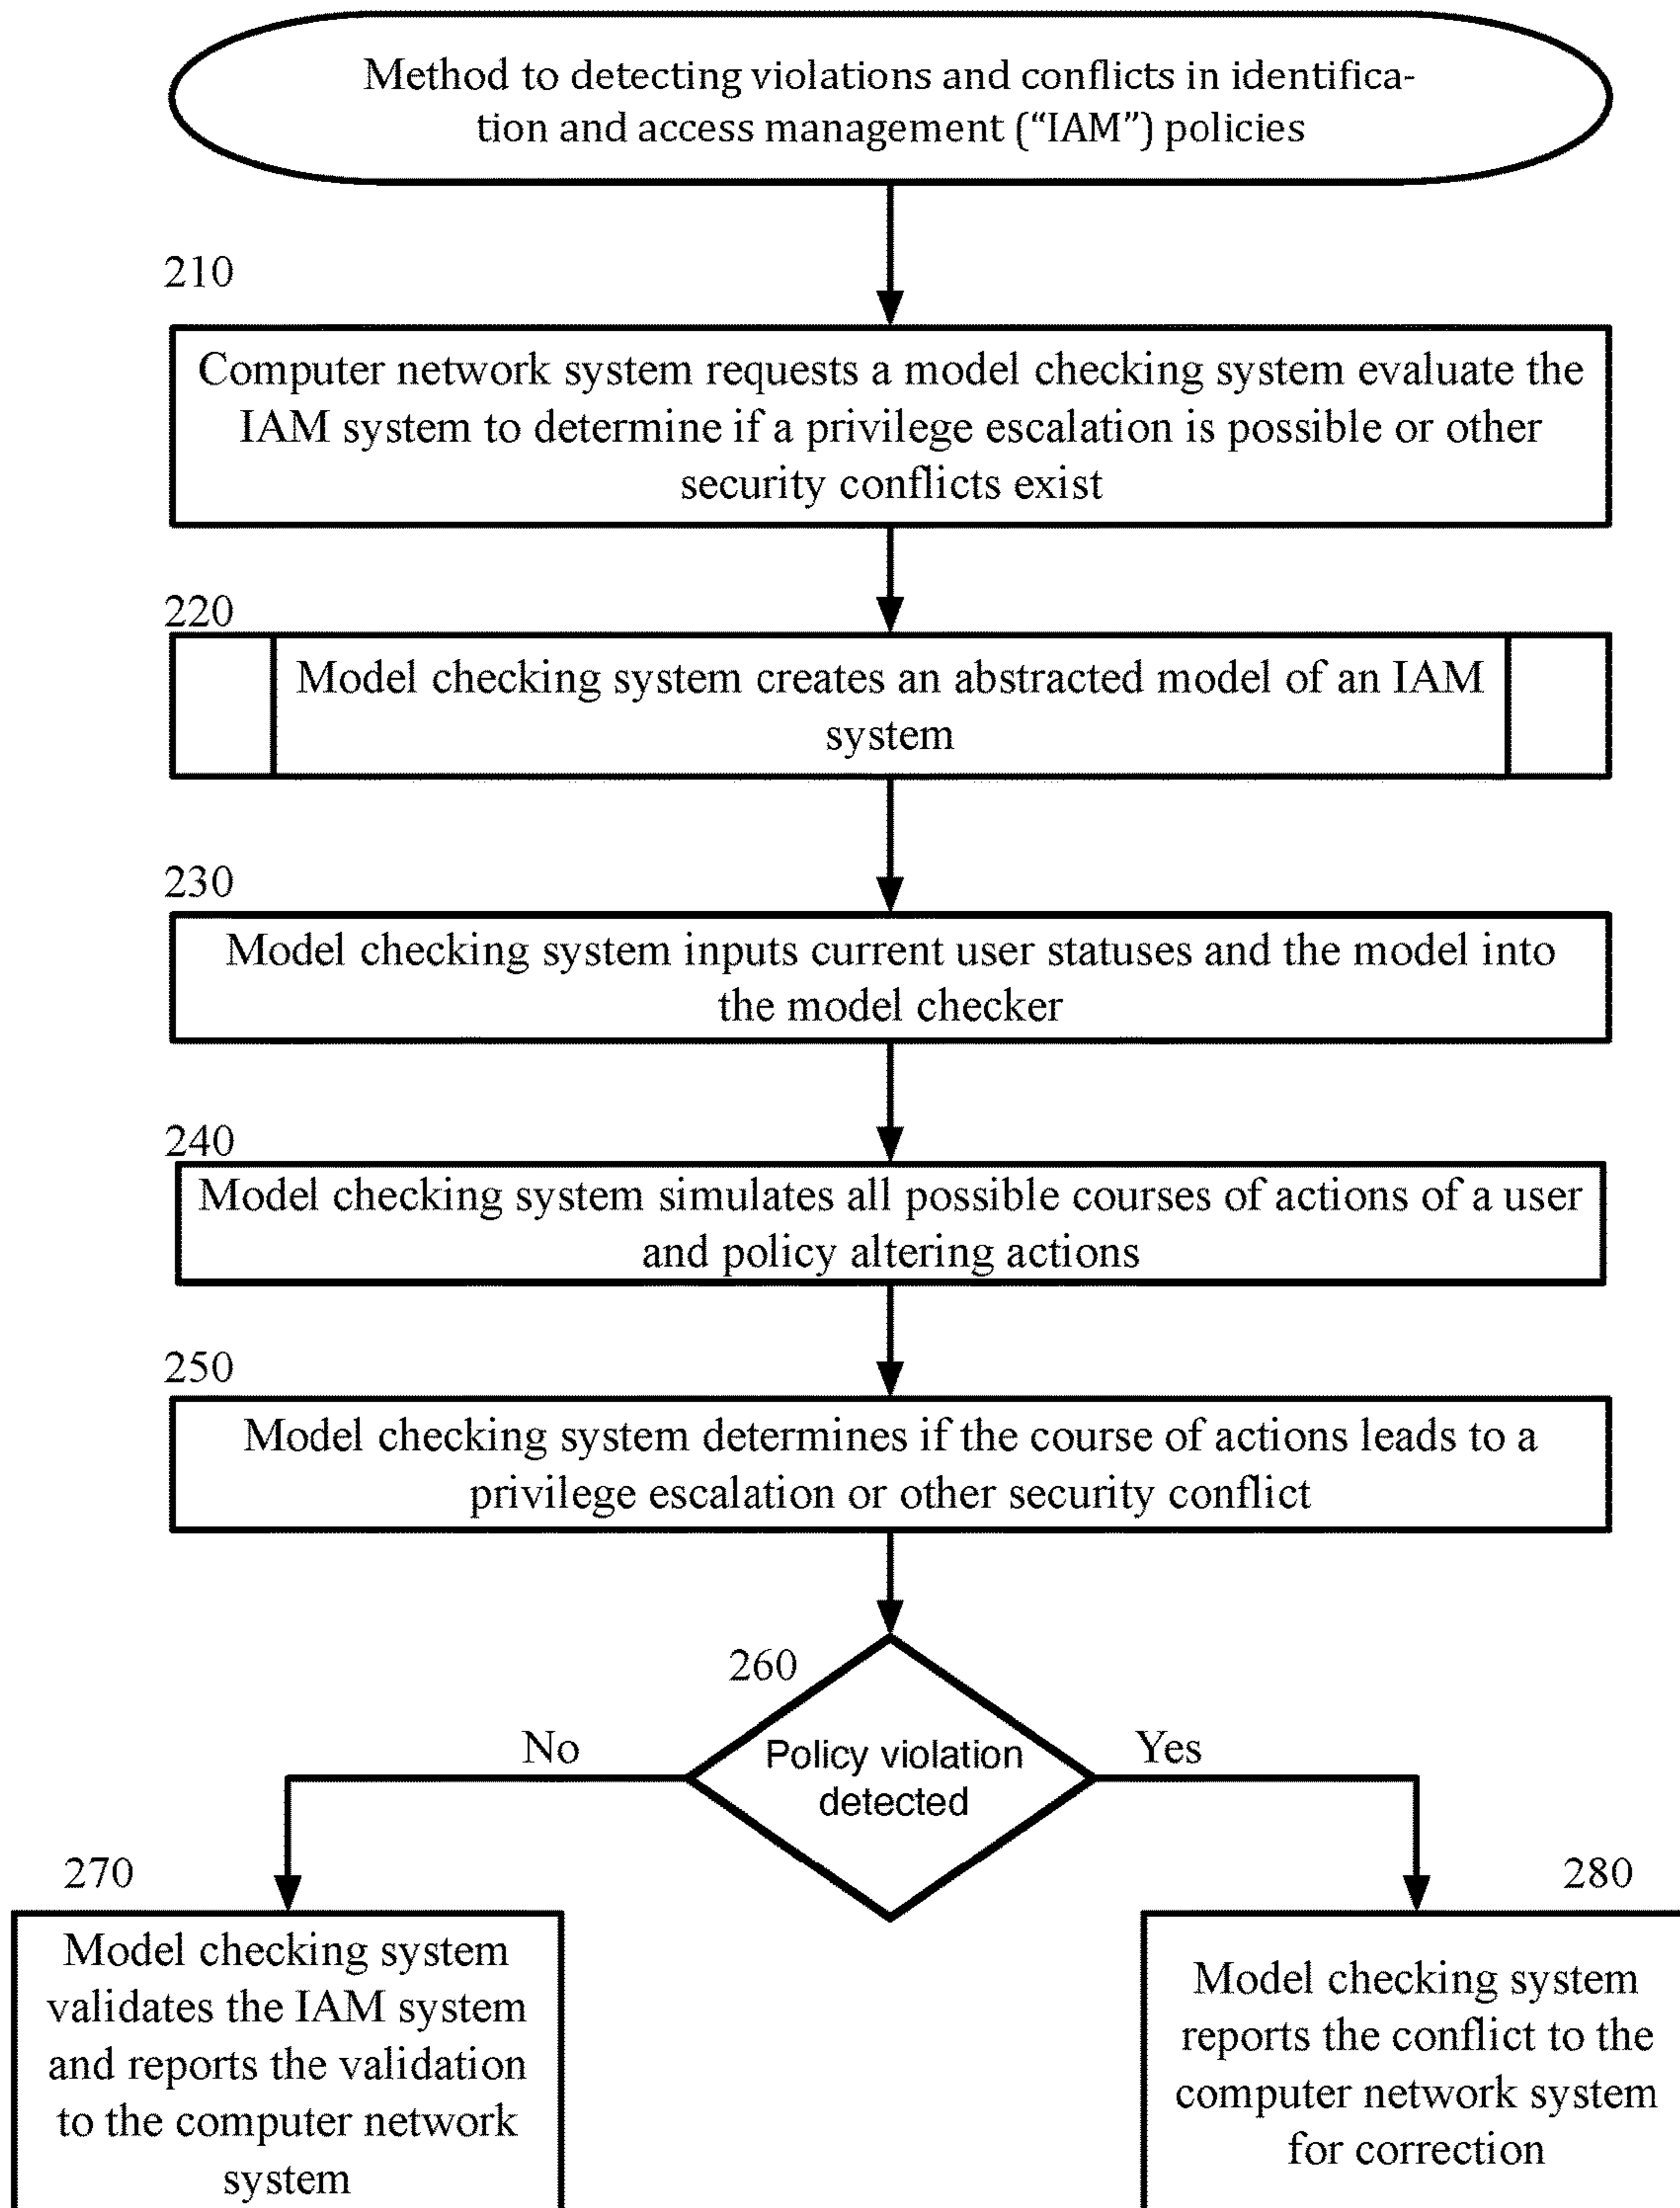 Method to detecting violations and conflicts in identifica-
tion and access management (“IAM”) policies
210
Computer network system requests a model checking system evaluate the
IAM system to determine if a privilege escalation is possible or other
security conflicts exist
220
Model checking system creates an abstracted model of an IAM
system
230
Model checking system inputs current user statuses and the model into
the model checker
240
Model checking system simulates all possible courses of actions of a user
and policy altering actions
250
Model checking system determines if the course of actions leads to a
privilege escalation or other security conflict
260
Policy violation
detected
No
Yes
270
Model checking system
validates the IAM system
and reports the validation
to the computer network
system
280
Model checking system
reports the conflict to the
computer network system
for correction